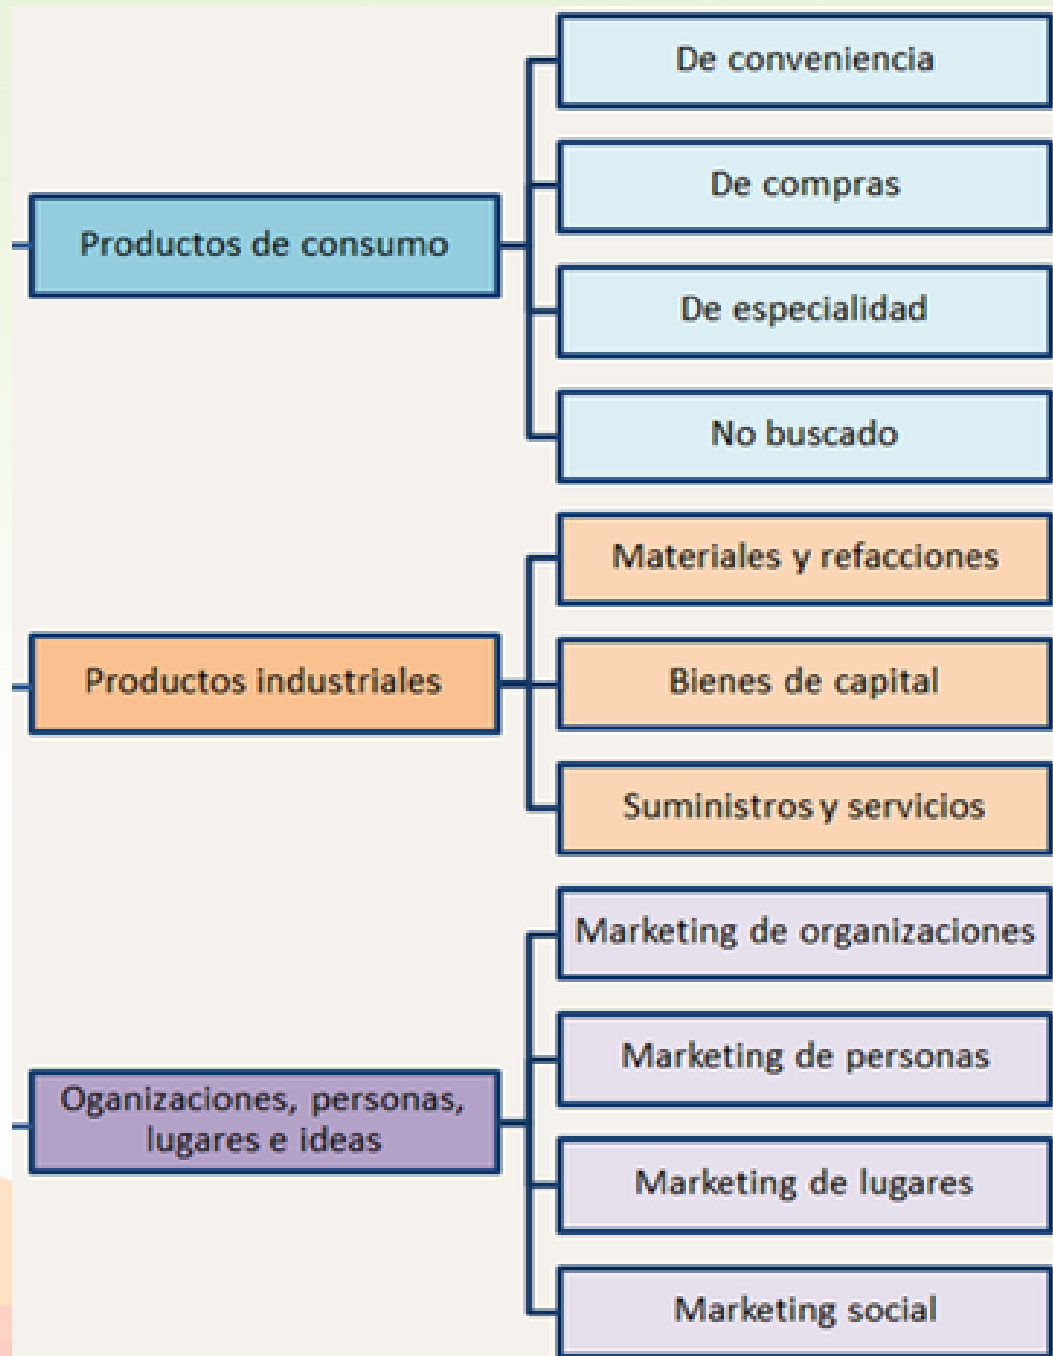 Productos de consumo
De conveniencia
De compras
De especialidad
No buscado
Productos industriales
Materiales y refacciones
Bienes de capital
Suministros y servicios
Oganizaciones, personas,
lugares e ideas
Marketing de organizaciones
Marketing de personas
Marketing de lugares
Marketing social